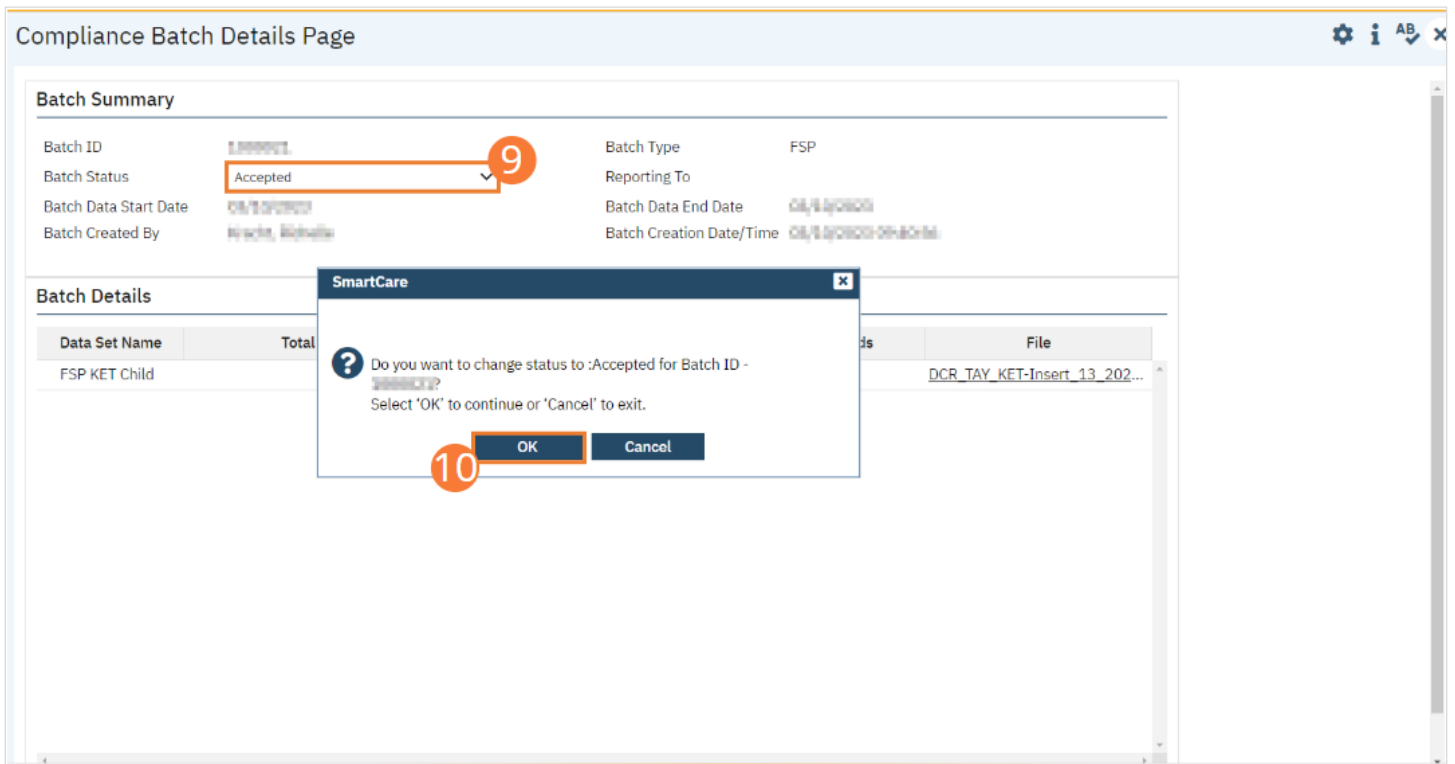 Compliance Batch Details Page
Batch Summary
Batch ID
Batch Type FSP
Batch Status Accepted 9
Reporting To
Batch Data Start Date
Batch Data End Date
Batch Created By
Batch Creation Date/Time
SmartCare
Batch Details
Data Set Name Total ds File
Do you want to change status to :Accepted for Batch ID -
?
Select 'OK' to continue or 'Cancel' to exit.
FSP KET Child DCR_TAY_KET-Insert_13_202...
OK Cancel
10